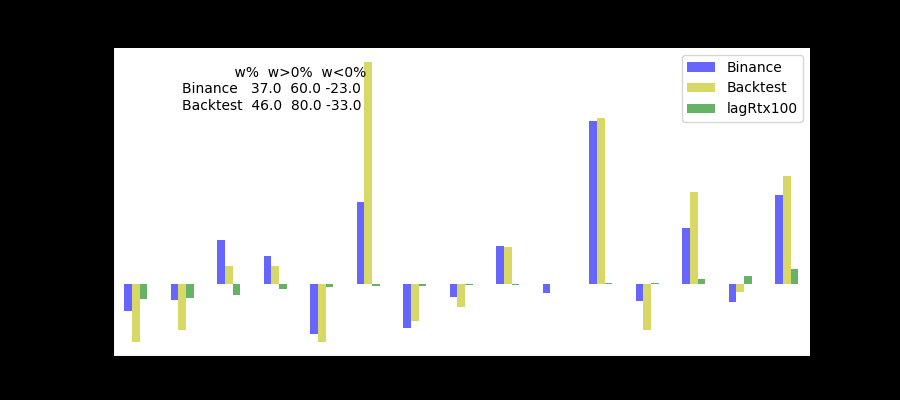 w%  w>0%  w<0%
Binance   37.0  60.0 -23.0
Backtest  46.0  80.0 -33.0
Binance
Backtest
lagRtx100